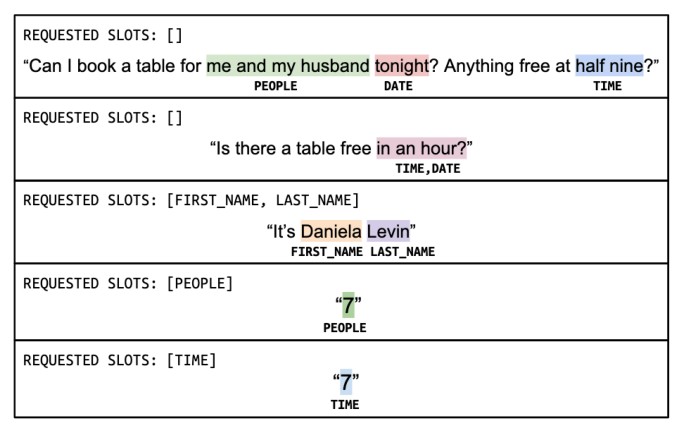 REQUESTED SLOTS: []
“Can I book a table for me and my husband tonight? Anything free at half nine?”
PEOPLE DATE TIME
REQUESTED SLOTS: []
“Is there a table free in an hour?”
TIME,DATE
REQUESTED SLOTS: [FIRST_NAME, LAST_NAME]
“It’s Daniela Levin”
FIRST_NAME LAST_NAME
REQUESTED SLOTS: [PEOPLE]
“7”
PEOPLE
REQUESTED SLOTS: [TIME]
“7”
TIME